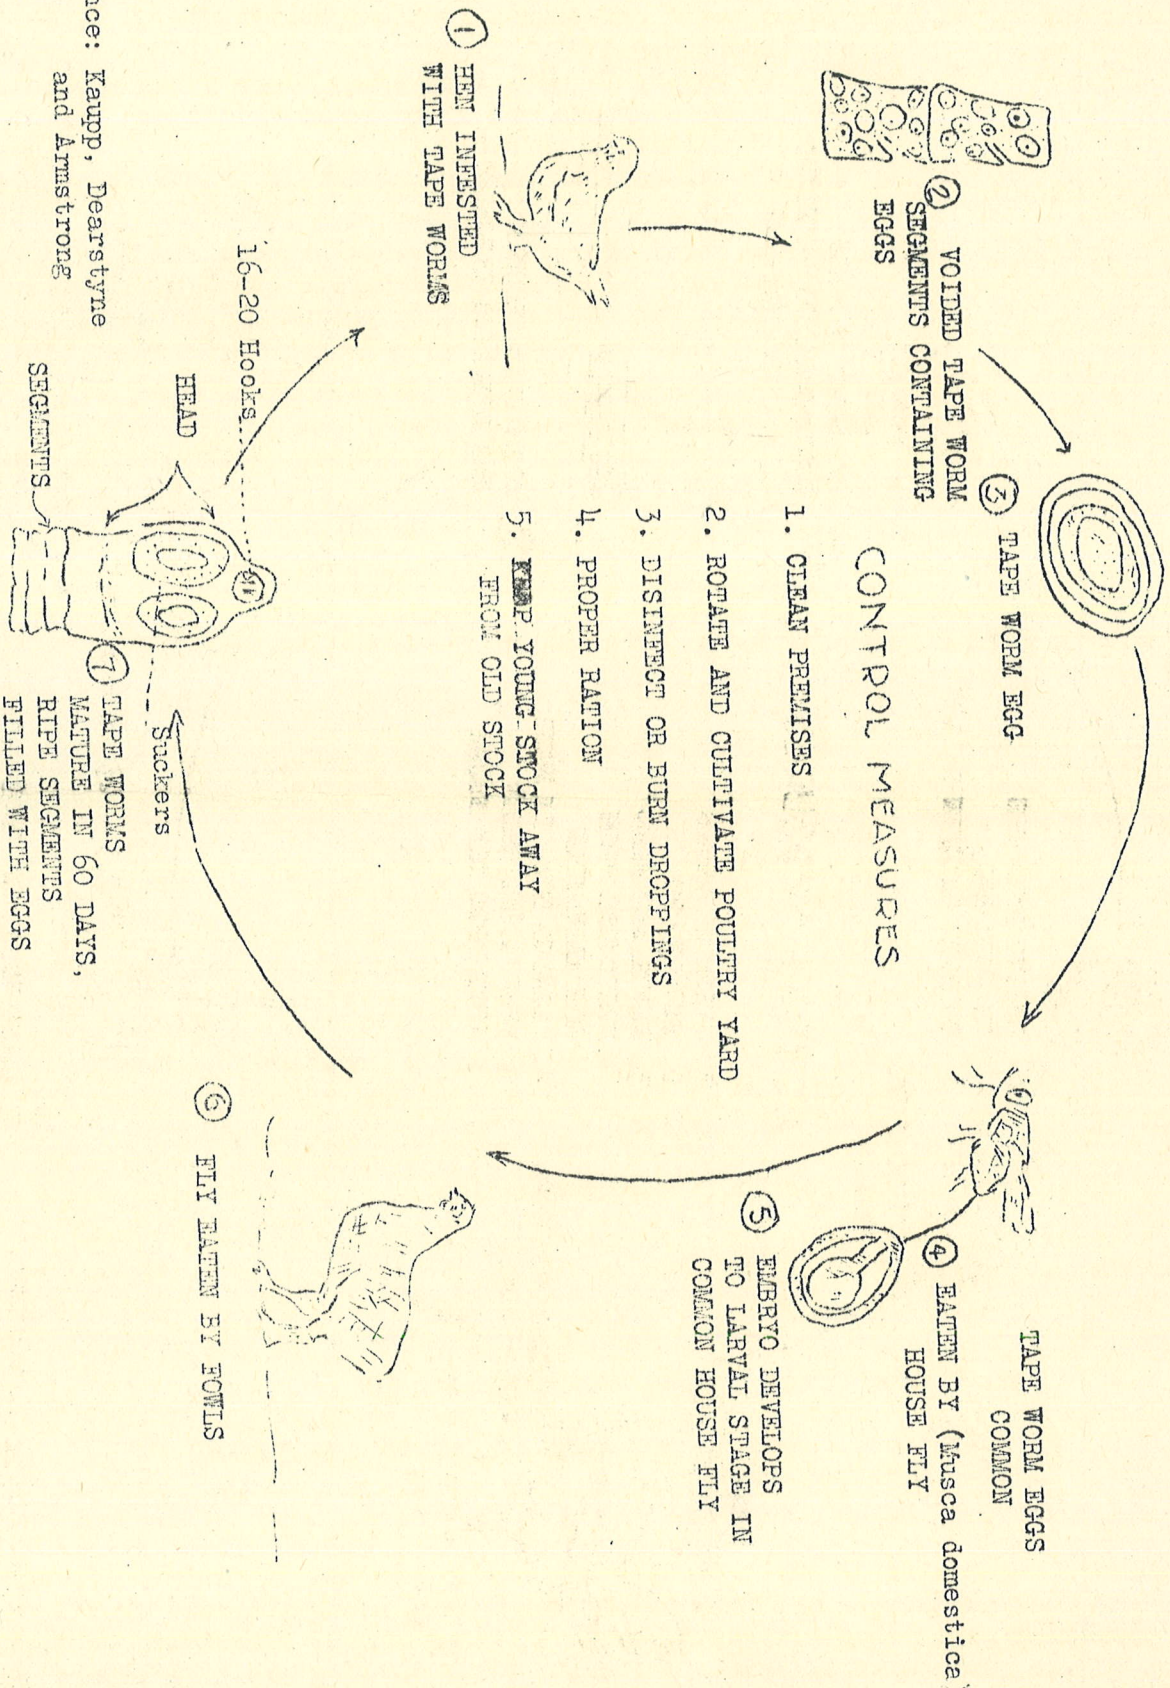 ① HEN INFESTED
WITH TAPE WORMS
② VOIDED TAPE WORM
SEGMENTS CONTAINING
EGGS
③ TAPE WORM EGG
TAPE WORM EGGS
COMMON
④ EATEN BY (Musca domestica)
HOUSE FLY
⑤ EMBRYO DEVELOPS
TO LARVAL STAGE IN
COMMON HOUSE FLY
⑥ FLY EATEN BY FOWLS
⑦ TAPE WORMS
MATURE IN 60 DAYS,
RIPE SEGMENTS
FILLED WITH EGGS
Suckers
16-20 Hooks
HEAD
SEGMENTS
CONTROL MEASURES
1. CLEAN PREMISES
2. ROTATE AND CULTIVATE POULTRY YARD
3. DISINFECT OR BURN DROPPINGS
4. PROPER RATION
5. KEEP YOUNG STOCK AWAY
FROM OLD STOCK
nce: Kaupp, Dearstyne
and Armstrong